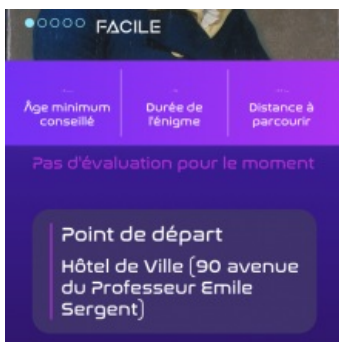 FACILE
Âge minimum
conseillé
Durée de
l'énigme
Distance à
parcourir
Pas d'évaluation pour le moment
Point de départ
Hôtel de Ville (90 avenue
du Professeur Emile
Sergent)